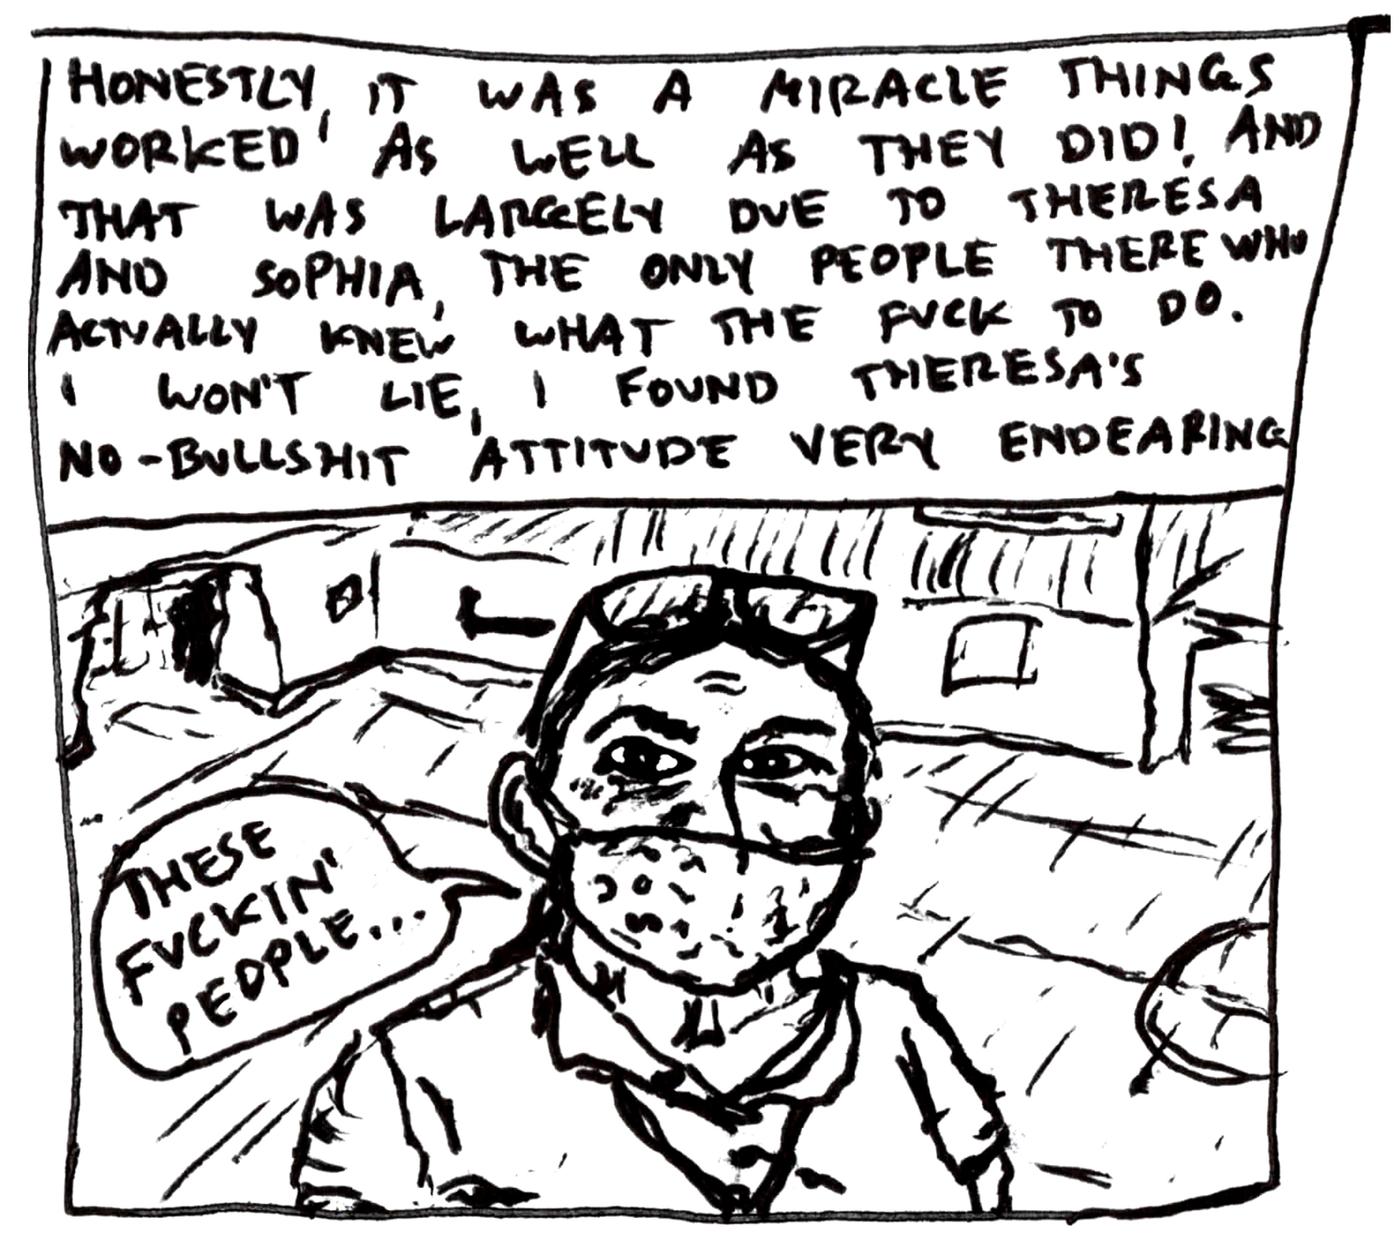 HONESTLY, IT WAS A MIRACLE THINGS
WORKED AS WELL AS THEY DID! AND
THAT WAS LARGELY DUE TO THERESA
AND SOPHIA, THE ONLY PEOPLE THERE WHO
ACTUALLY KNEW WHAT THE FUCK TO DO.
I WON'T LIE, I FOUND THERESA'S
NO-BULLSHIT ATTITUDE VERY ENDEARING
THESE
FUCKIN'
PEOPLE...